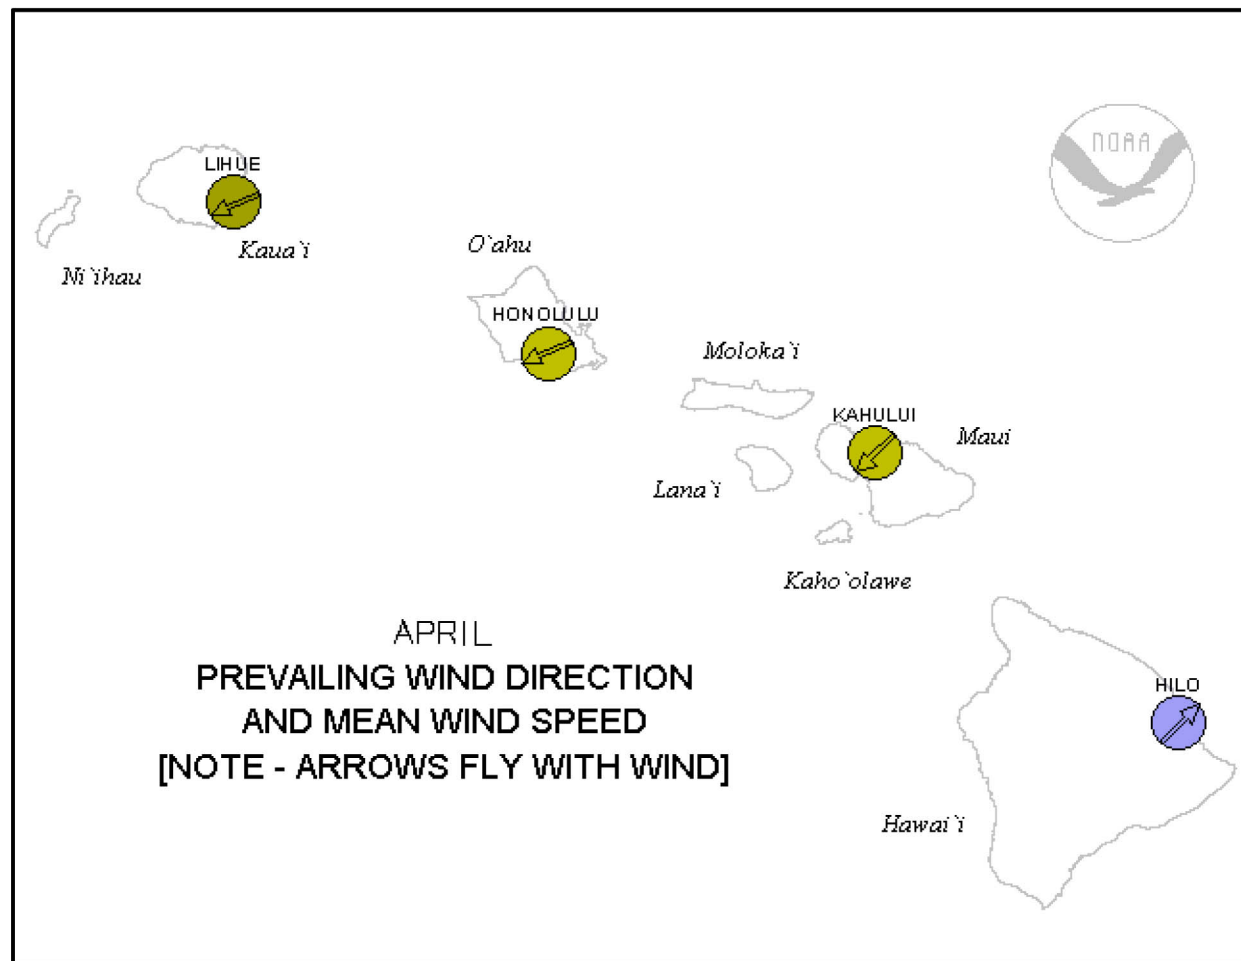 NOAA
LIHUE
Kaua`i
Ni`ihau
O`ahu
HONOLULU
Moloka`i
KAHULUI
Maui
Lana`i
Kaho`olawe
APRIL
PREVAILING WIND DIRECTION
AND MEAN WIND SPEED
[NOTE - ARROWS FLY WITH WIND]
HILO
Hawai`i